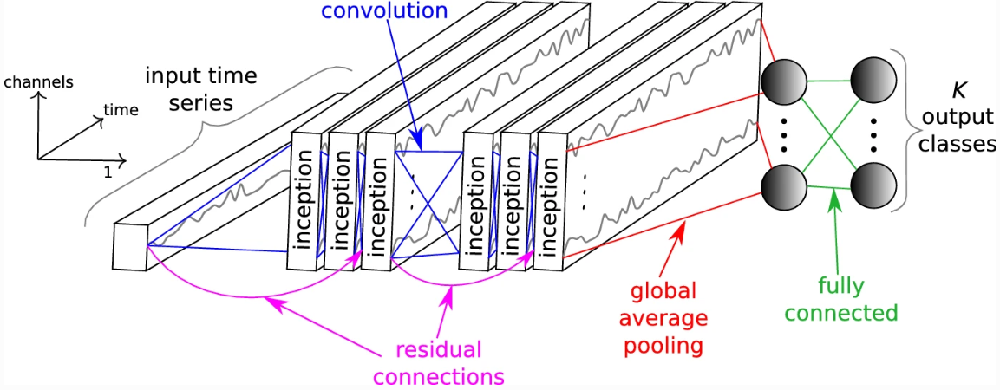 convolution
input time
series
channels
time
1
inception
inception
inception
inception
inception
inception
K
output
classes
global
average
pooling
fully
connected
residual
connections